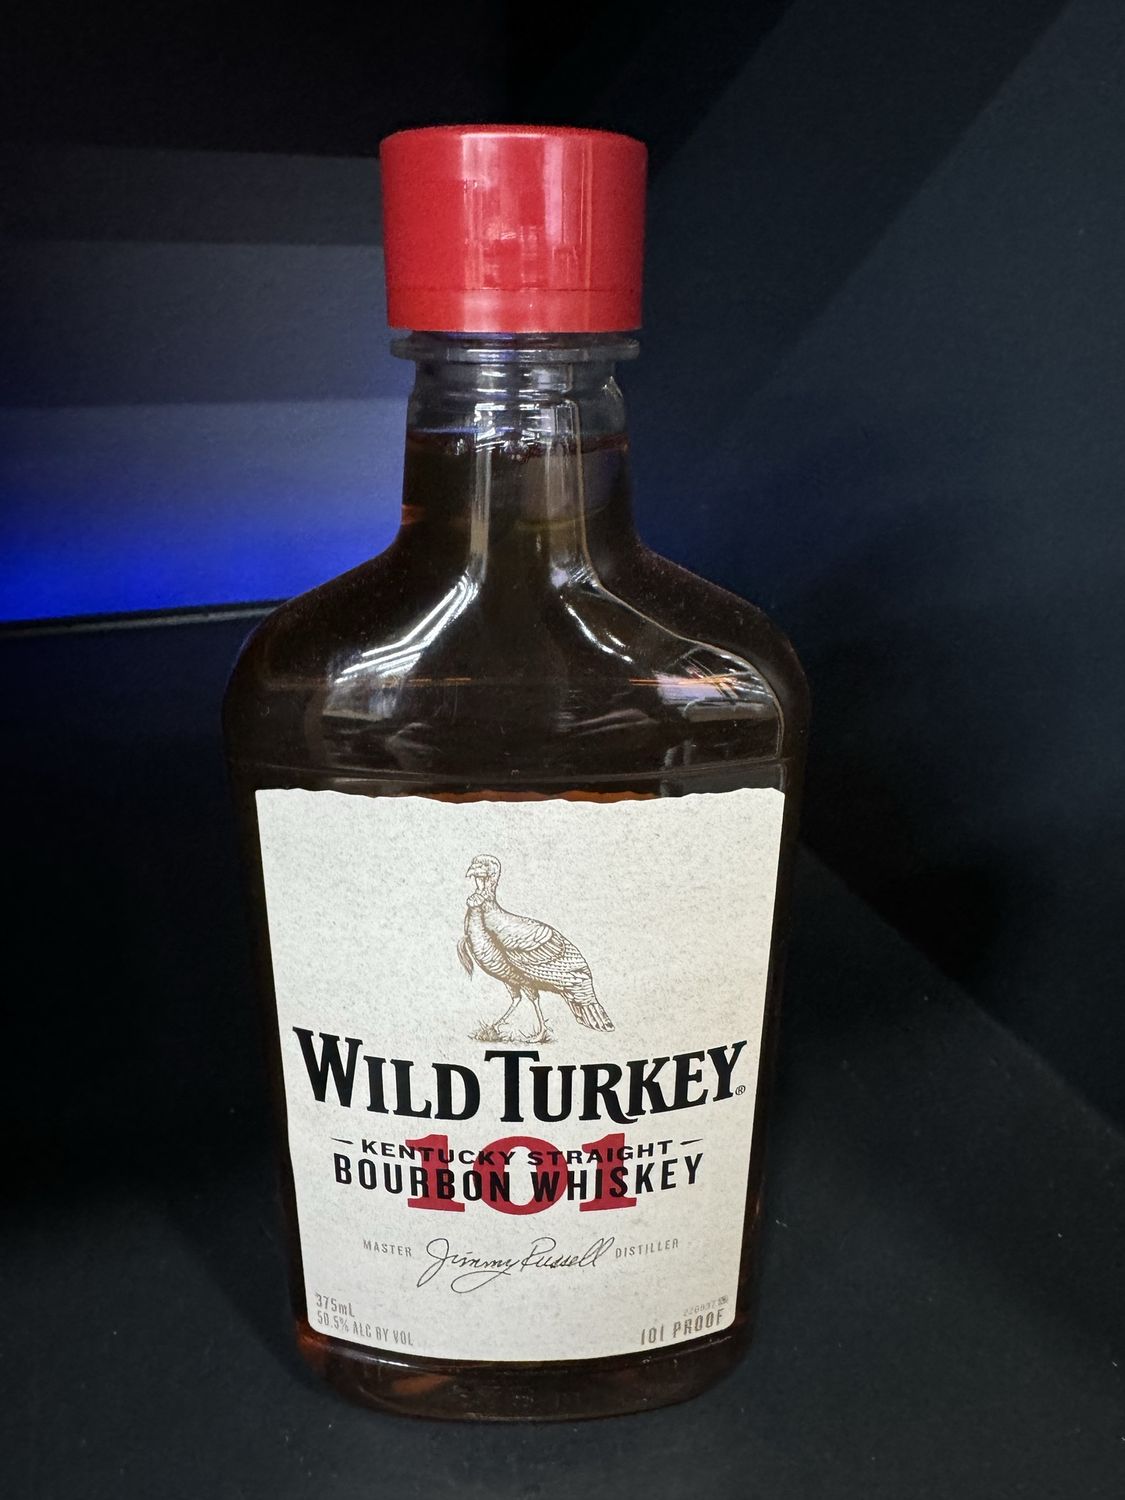 WILD TURKEY®
101
KENTUCKY STRAIGHT
BOURBON WHISKEY
MASTER Jimmy Russell DISTILLER
375mL
50.5% ALC BY VOL
101 PROOF